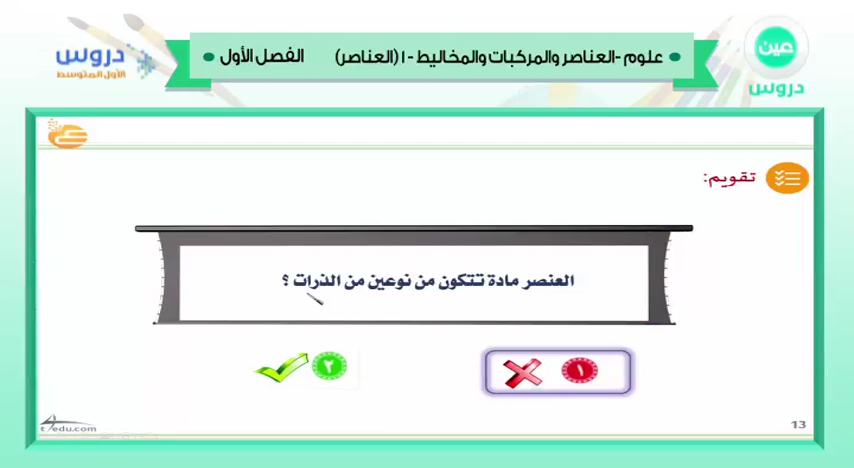 دروس
الأول المتوسط
علوم -العناصر والمركبات والمخاليط -١ (العناصر) الفصل الأول
عين
دروس
تقويم:
العنصر مادة تتكون من نوعين من الذرات ؟
١
٢
t4edu.com
13